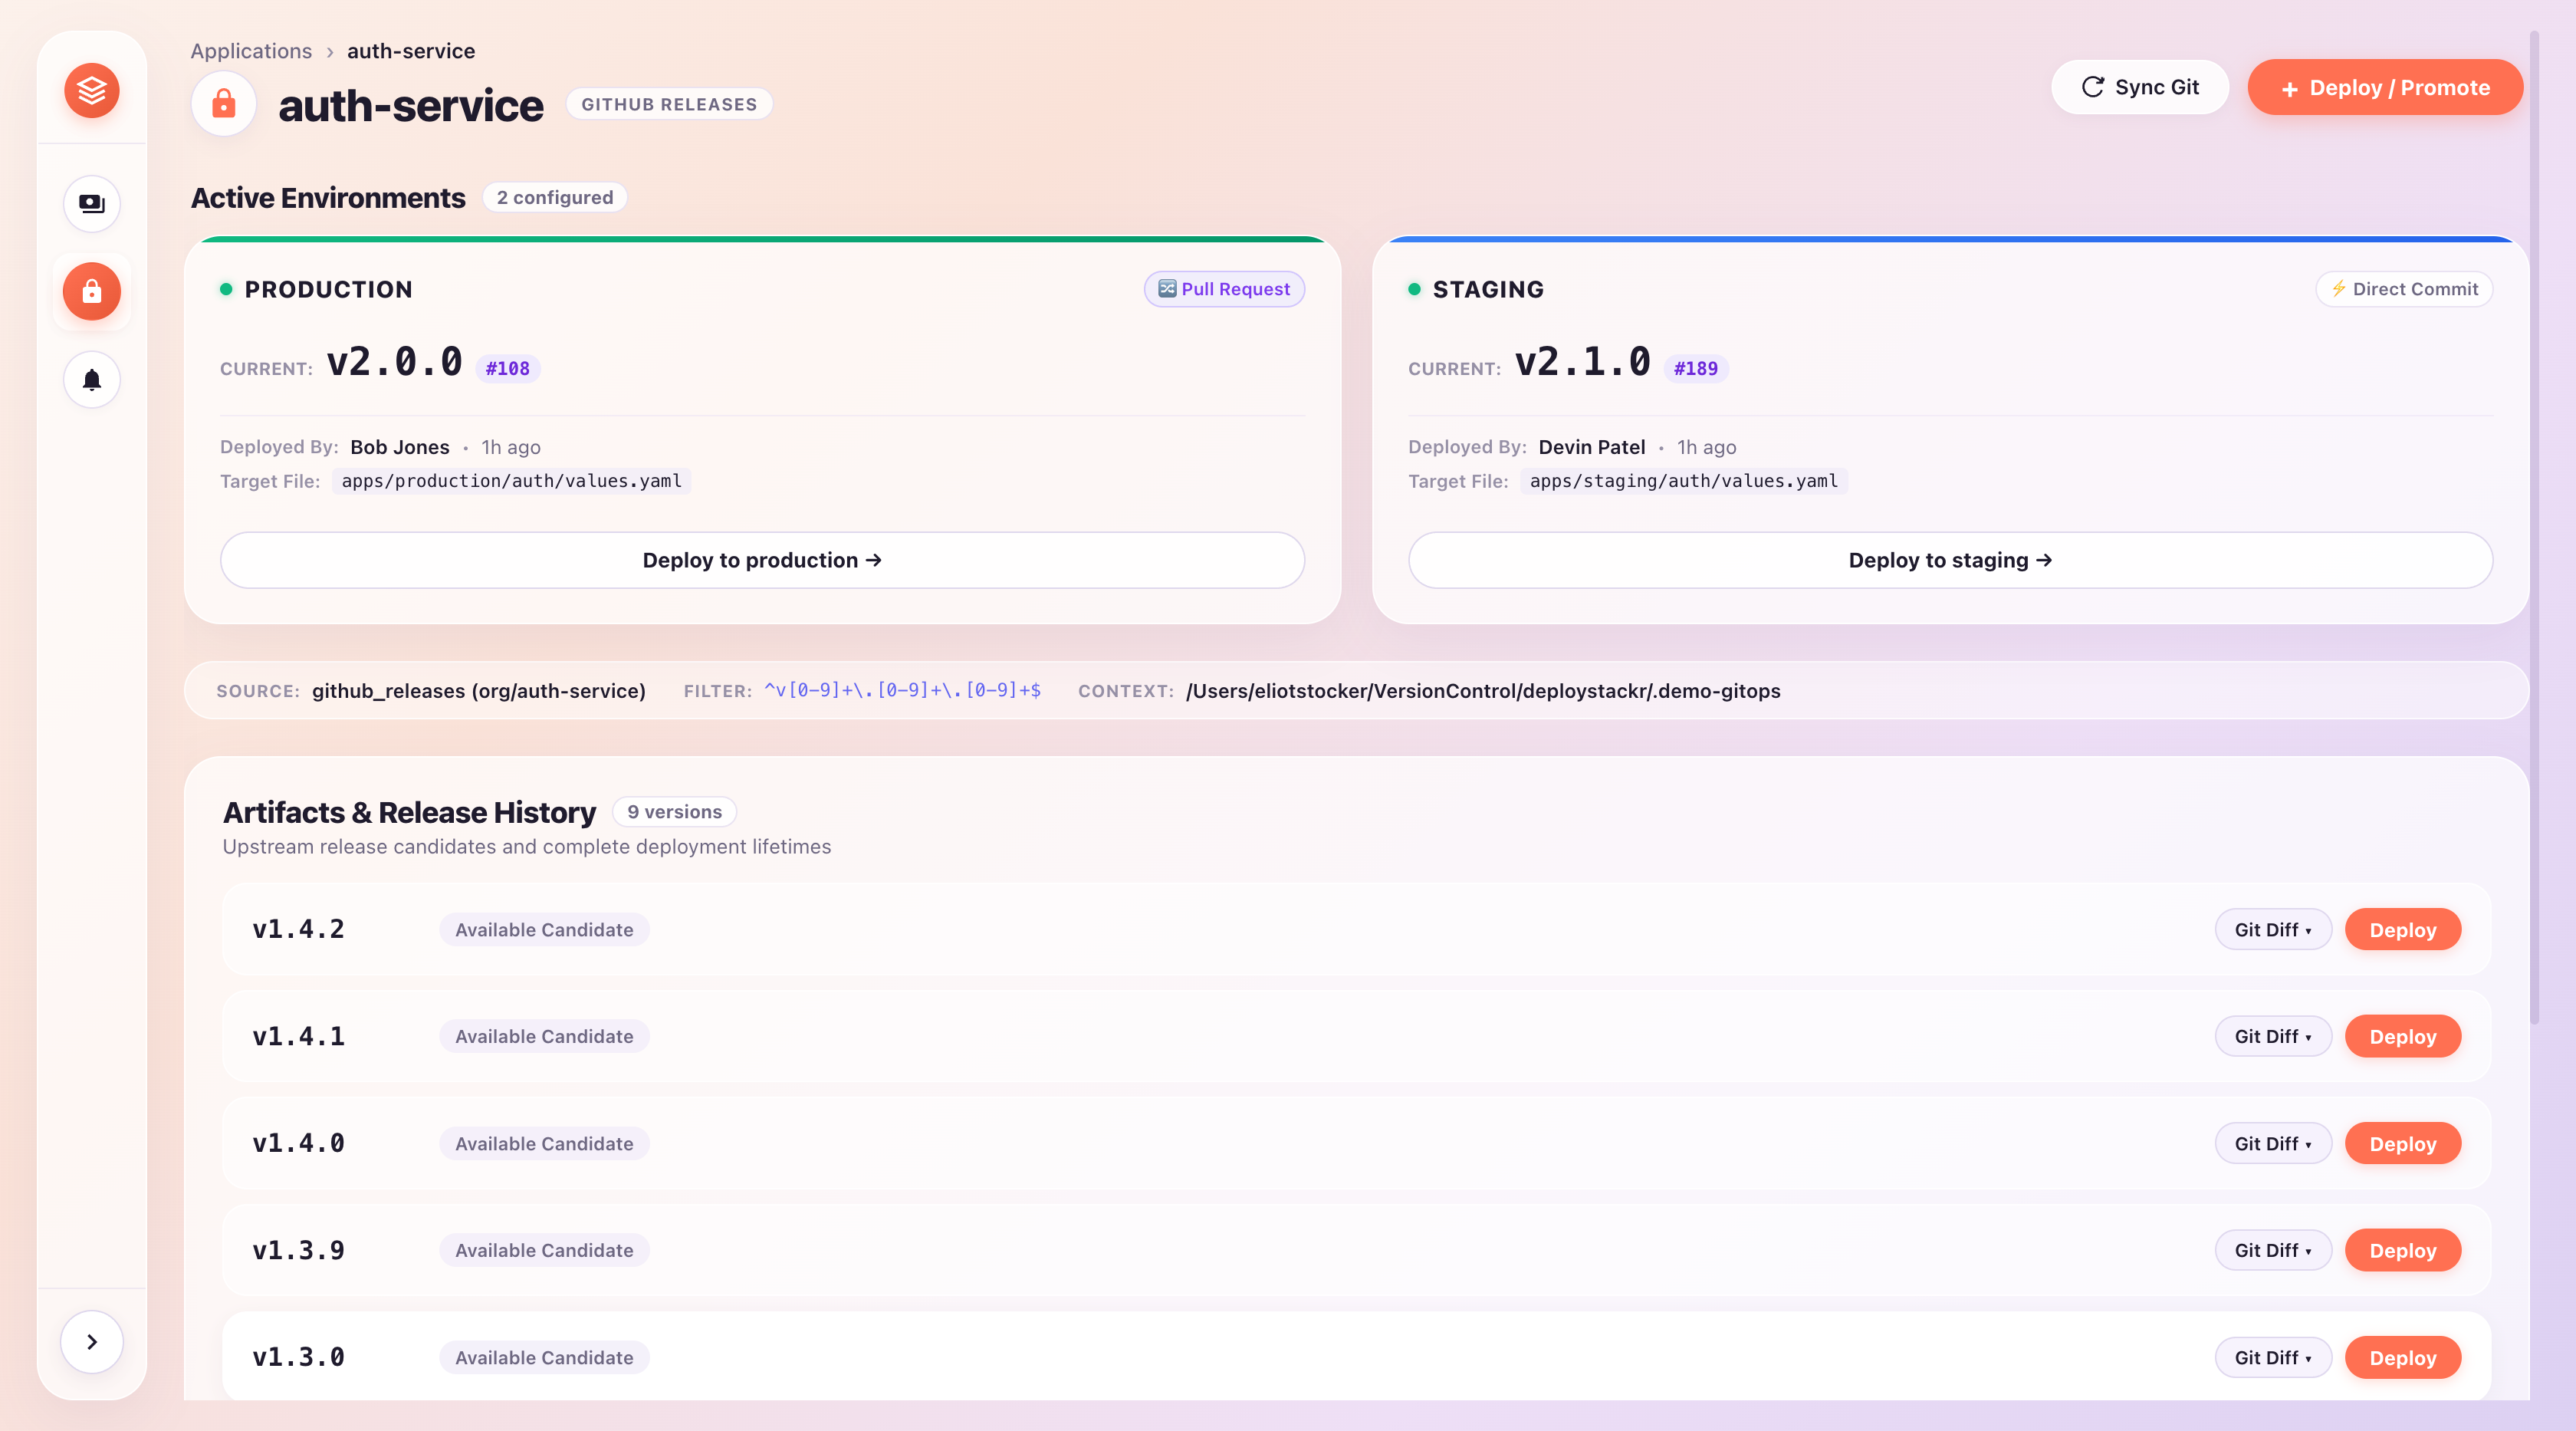 Applications › auth-service
auth-service GITHUB RELEASES
Sync Git
+ Deploy / Promote
Active Environments 2 configured
PRODUCTION
🔀 Pull Request
CURRENT: v2.0.0 #108
Deployed By: Bob Jones • 1h ago
Target File: apps/production/auth/values.yaml
Deploy to production →
STAGING
⚡ Direct Commit
CURRENT: v2.1.0 #189
Deployed By: Devin Patel • 1h ago
Target File: apps/staging/auth/values.yaml
Deploy to staging →
SOURCE: github_releases (org/auth-service) FILTER: ^v[0-9]+\.[0-9]+\.[0-9]+$ CONTEXT: /Users/eliotstocker/VersionControl/deploystackr/.demo-gitops
Artifacts & Release History 9 versions
Upstream release candidates and complete deployment lifetimes
v1.4.2 Available Candidate Git Diff ▾ Deploy
v1.4.1 Available Candidate Git Diff ▾ Deploy
v1.4.0 Available Candidate Git Diff ▾ Deploy
v1.3.9 Available Candidate Git Diff ▾ Deploy
v1.3.0 Available Candidate Git Diff ▾ Deploy